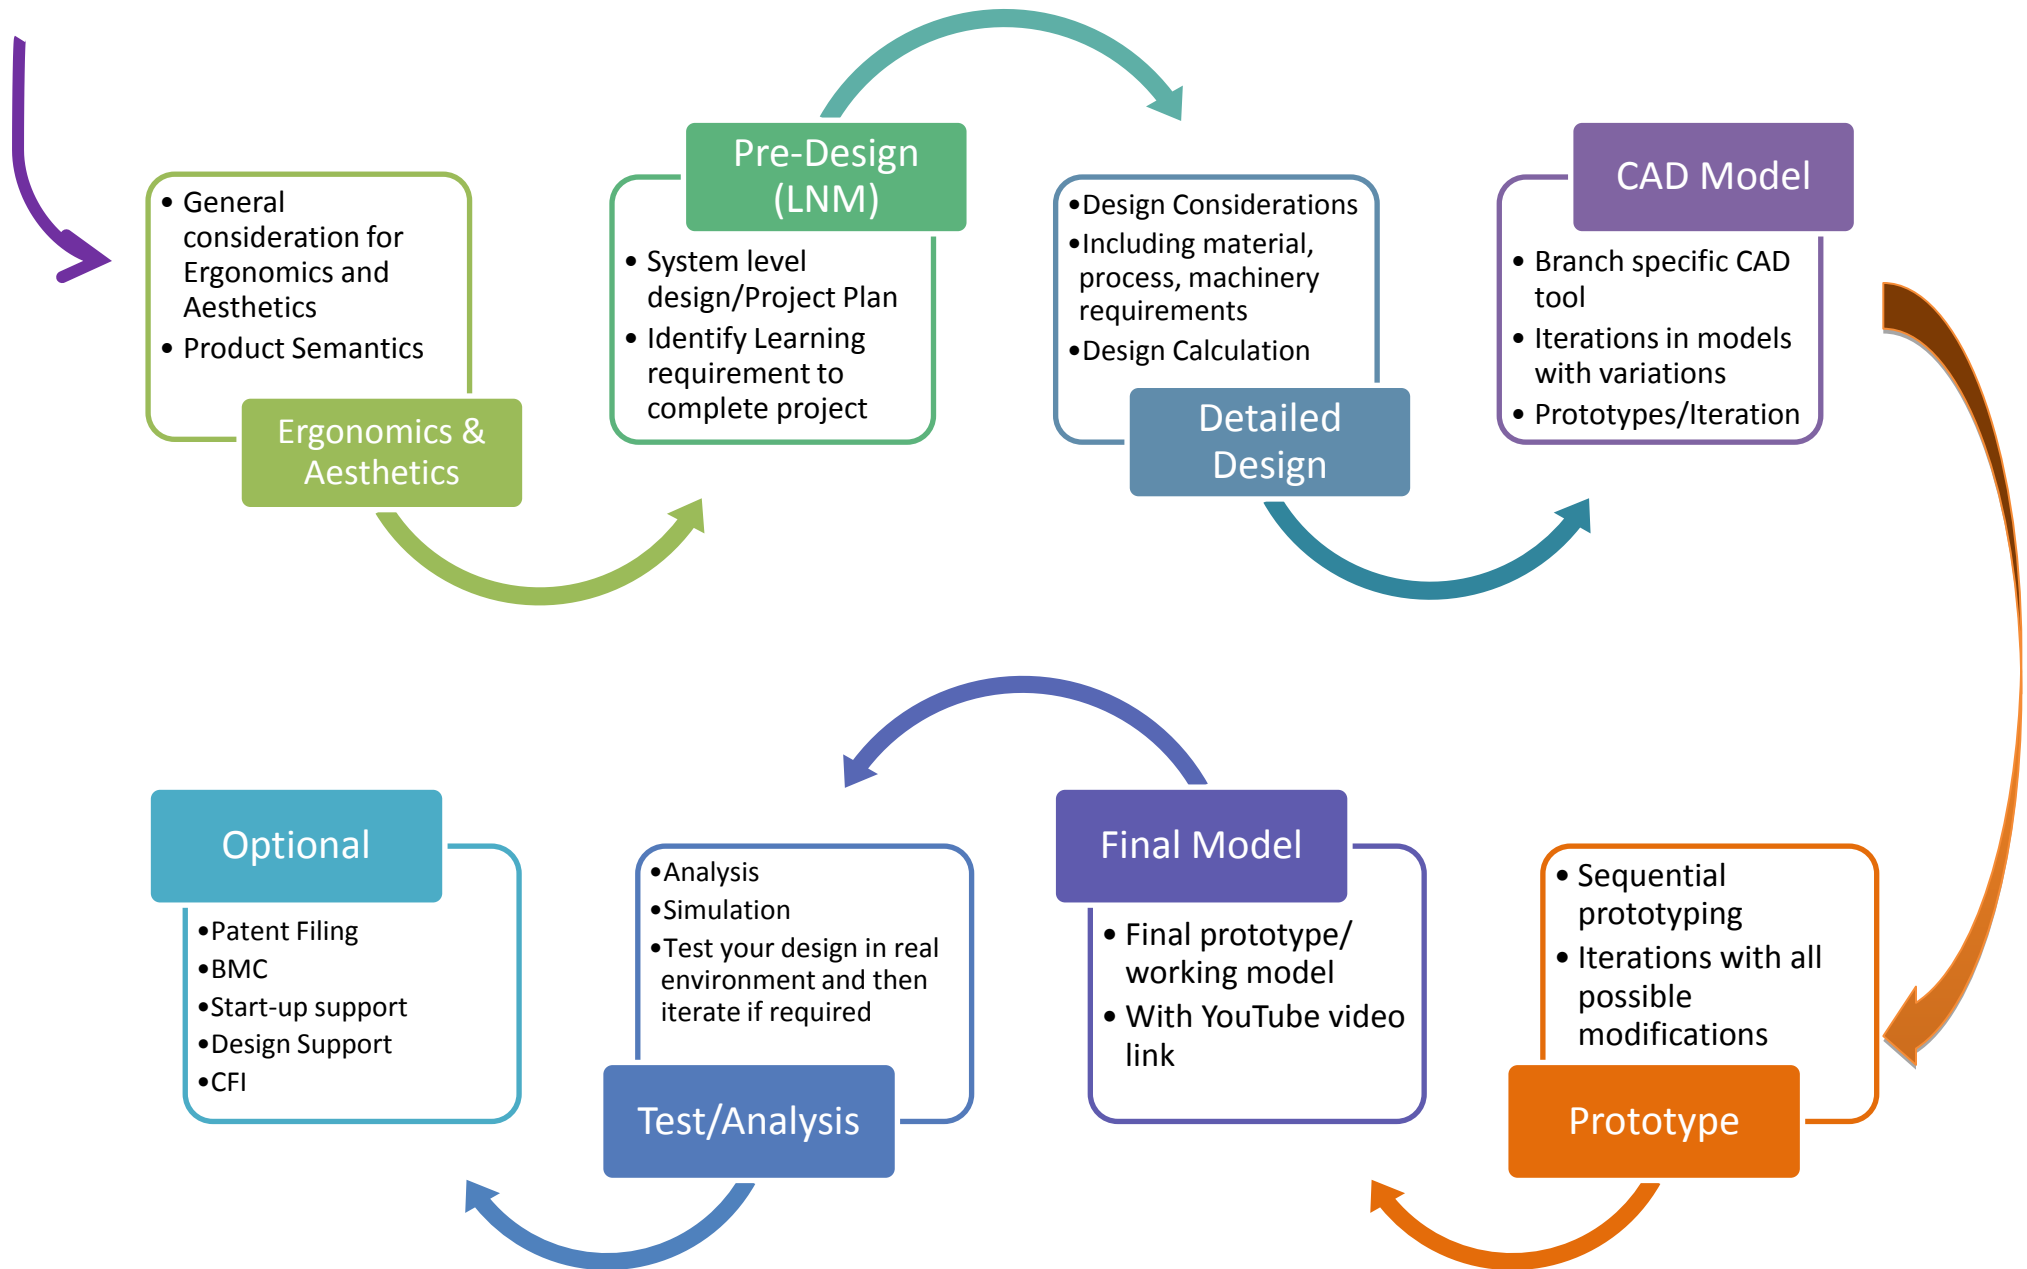 • General
consideration for
Ergonomics and
Aesthetics
• Product Semantics
Ergonomics &
Aesthetics
Pre-Design
(LNM)
• System level
design/Project Plan
• Identify Learning
requirement to
complete project
•Design Considerations
•Including material,
process, machinery
requirements
•Design Calculation
Detailed
Design
CAD Model
• Branch specific CAD
tool
• Iterations in models
with variations
• Prototypes/Iteration
• Sequential
prototyping
• Iterations with all
possible
modifications
Prototype
Final Model
• Final prototype/
working model
• With YouTube video
link
•Analysis
•Simulation
•Test your design in real
environment and then
iterate if required
Test/Analysis
Optional
•Patent Filing
•BMC
•Start-up support
•Design Support
•CFI